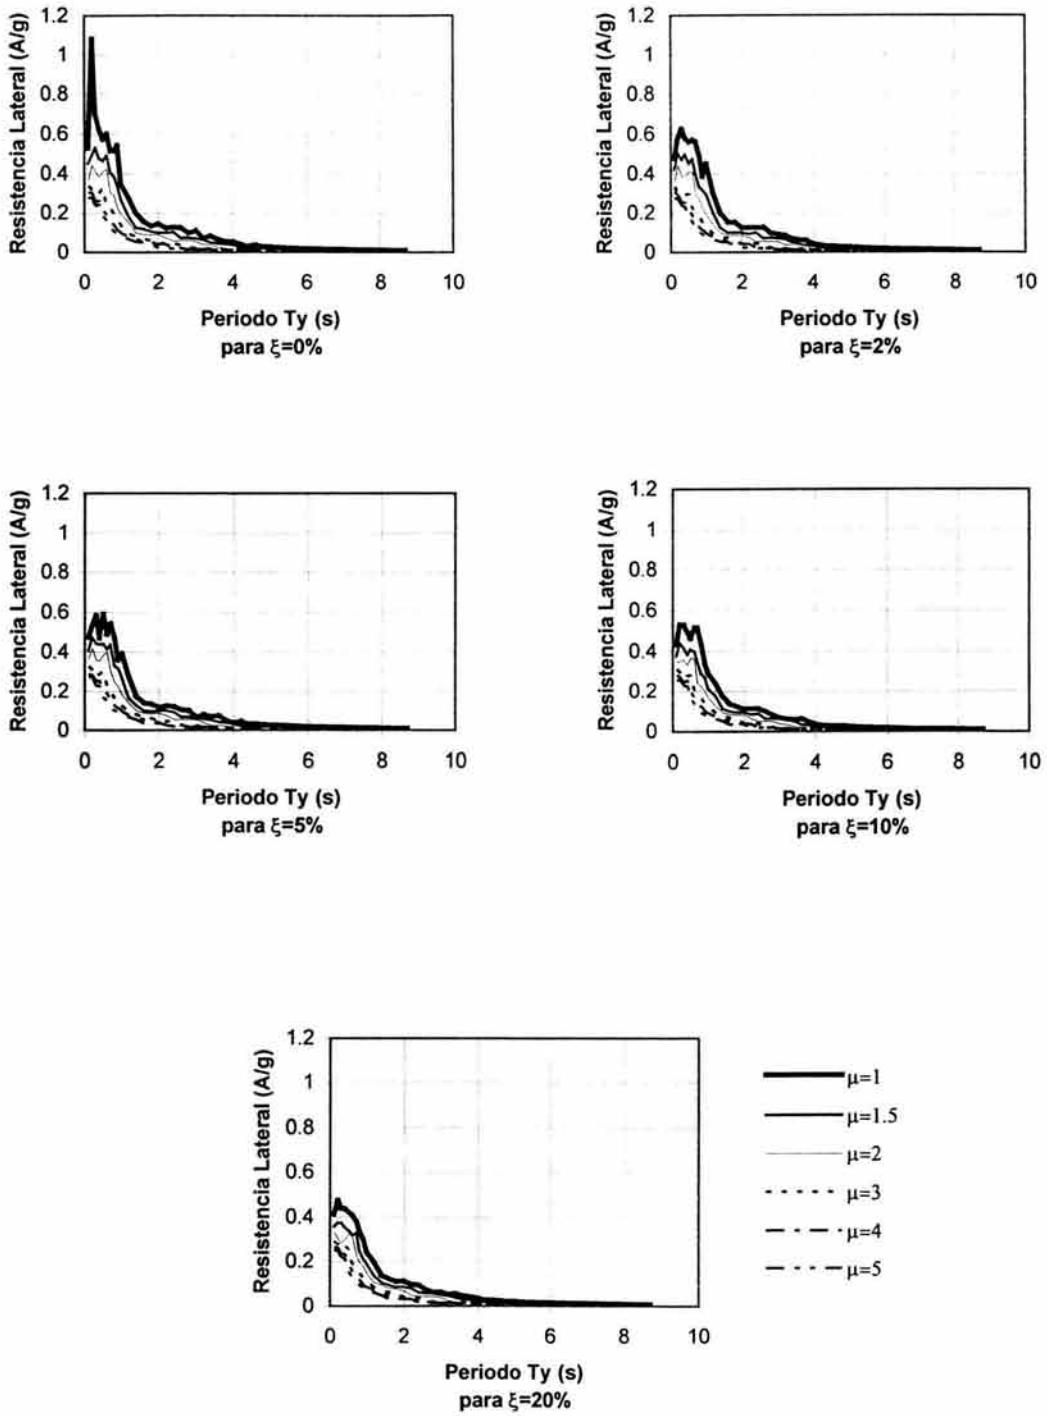 Resistencia Lateral (A/g)
1.2
1
0.8
0.6
0.4
0.2
0
0 2 4 6 8 10
Periodo Ty (s)
para ξ=0%
Resistencia Lateral (A/g)
1.2
1
0.8
0.6
0.4
0.2
0
0 2 4 6 8 10
Periodo Ty (s)
para ξ=2%
Resistencia Lateral (A/g)
1.2
1
0.8
0.6
0.4
0.2
0
0 2 4 6 8 10
Periodo Ty (s)
para ξ=5%
Resistencia Lateral (A/g)
1.2
1
0.8
0.6
0.4
0.2
0
0 2 4 6 8 10
Periodo Ty (s)
para ξ=10%
Resistencia Lateral (A/g)
1.2
1
0.8
0.6
0.4
0.2
0
0 2 4 6 8 10
Periodo Ty (s)
para ξ=20%
μ=1
μ=1.5
μ=2
μ=3
μ=4
μ=5